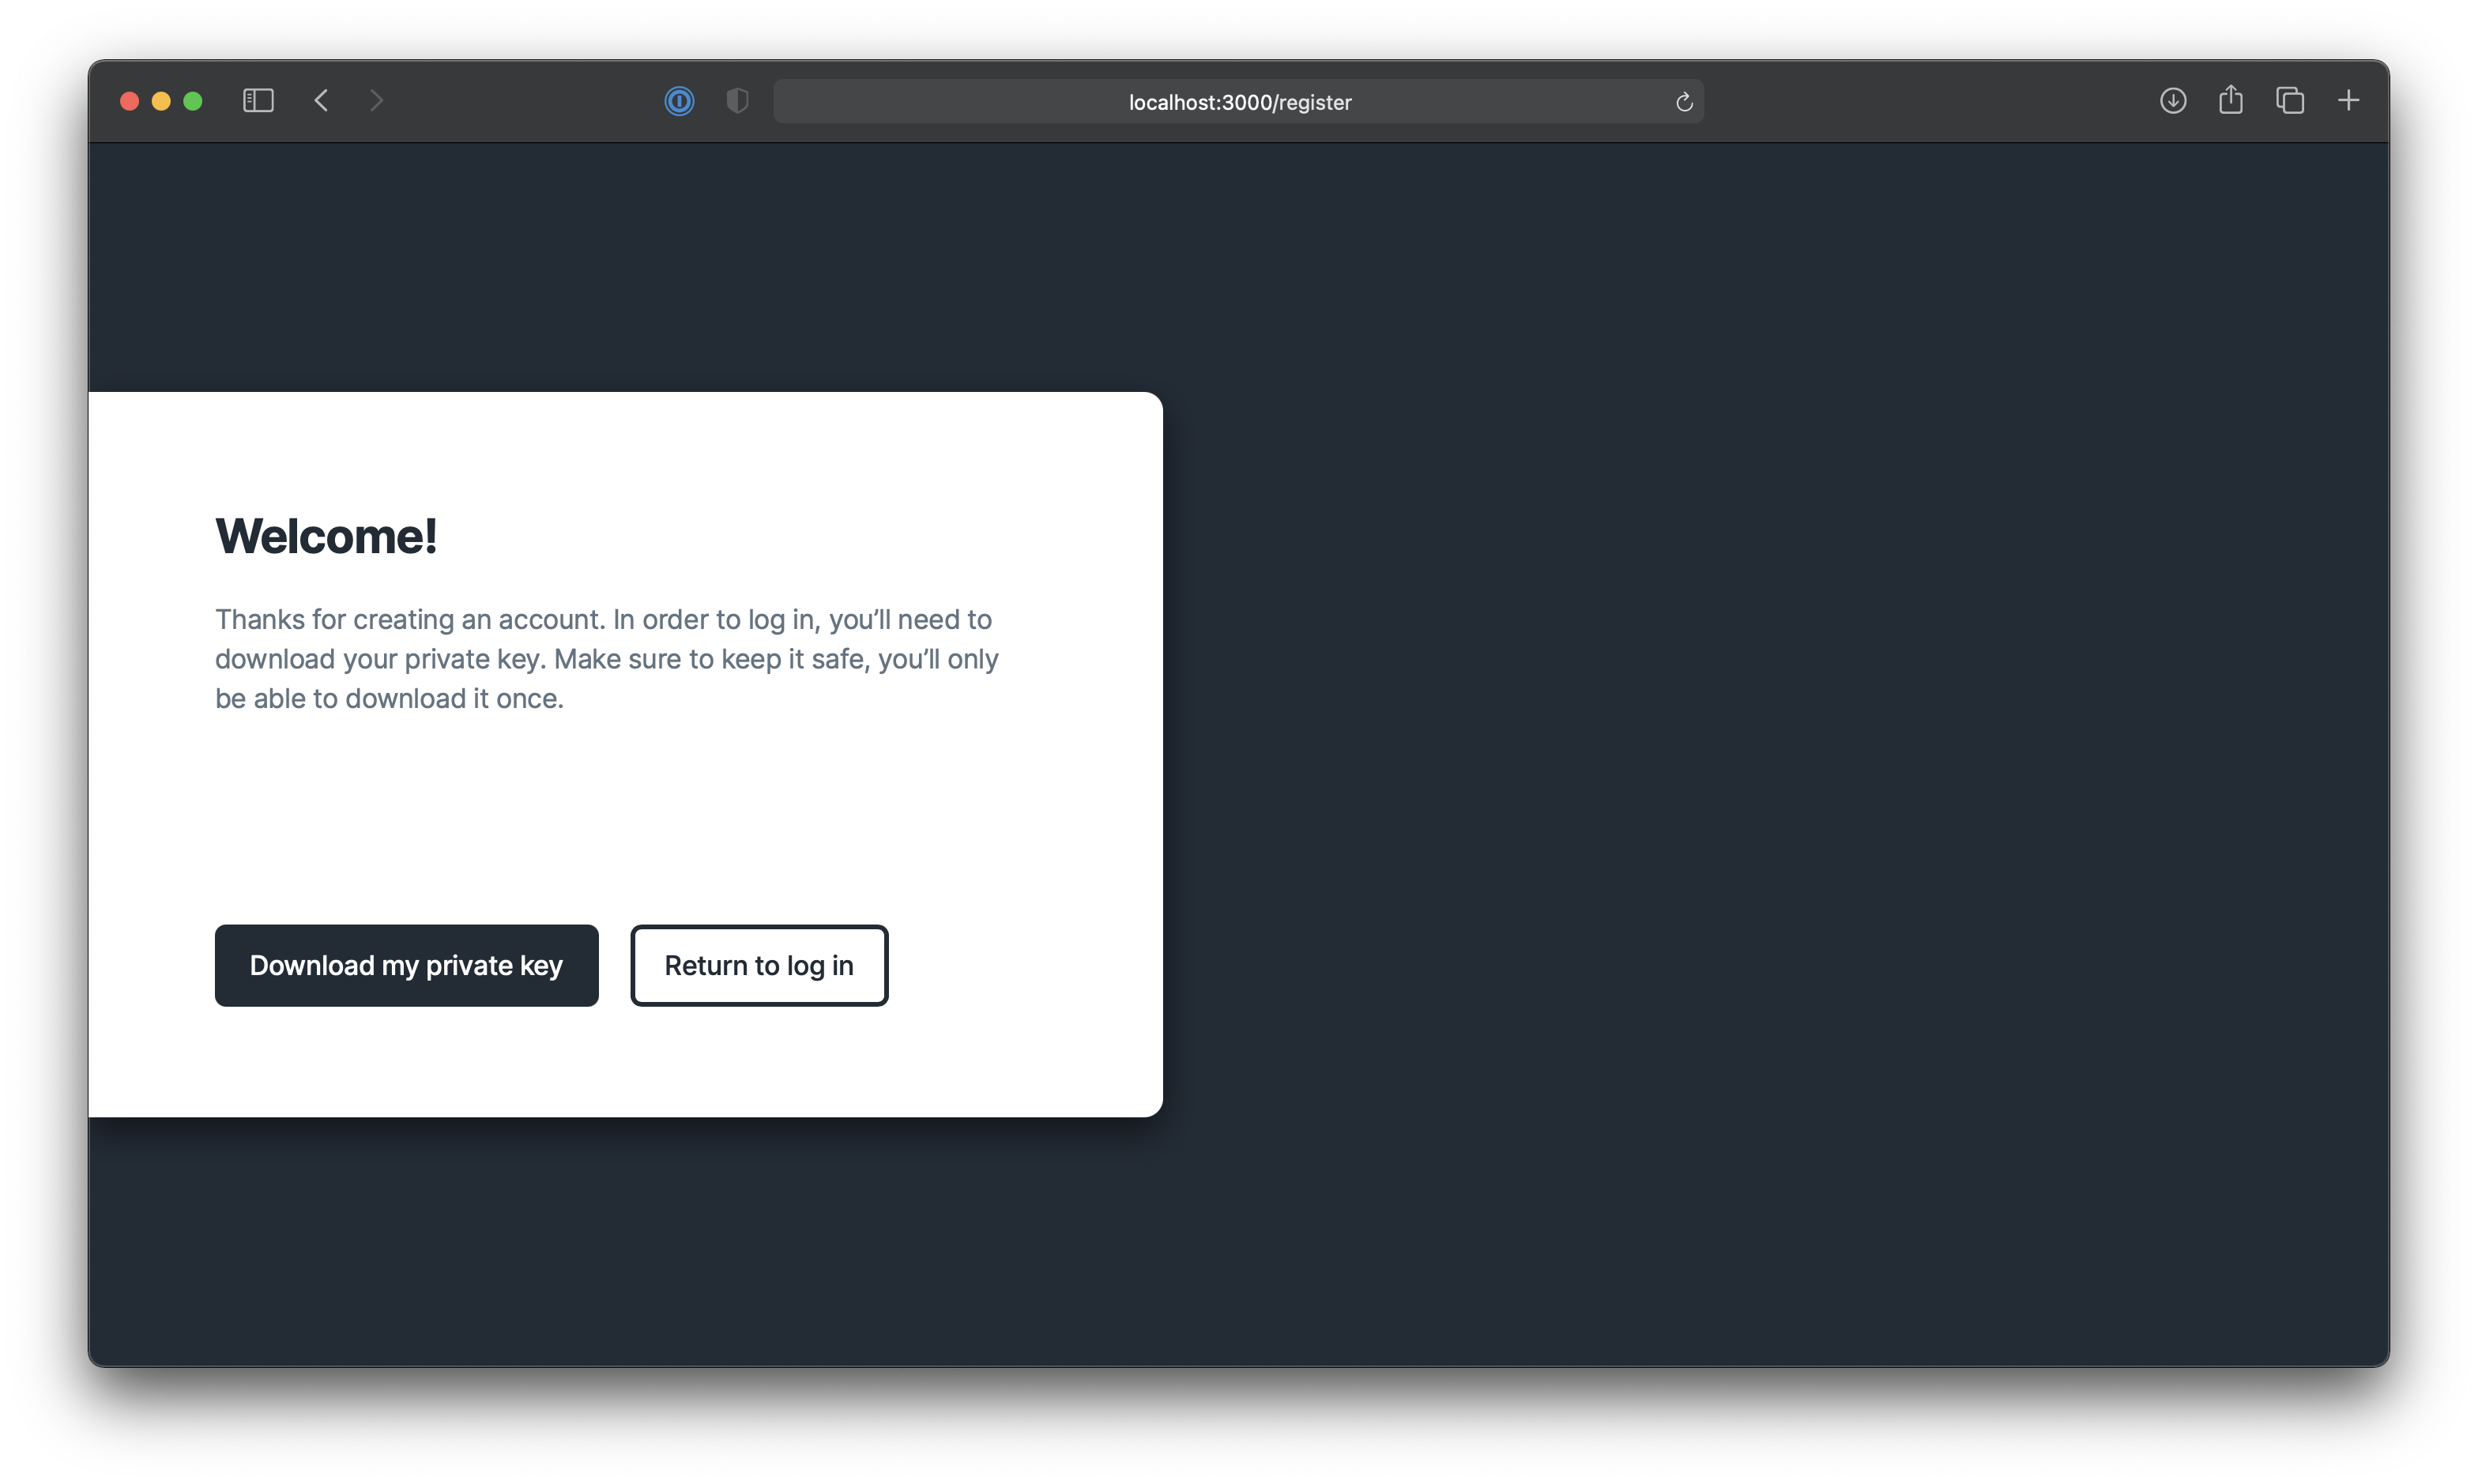 localhost:3000/register
Welcome!
Thanks for creating an account. In order to log in, you’ll need to
download your private key. Make sure to keep it safe, you’ll only
be able to download it once.
Download my private key
Return to log in